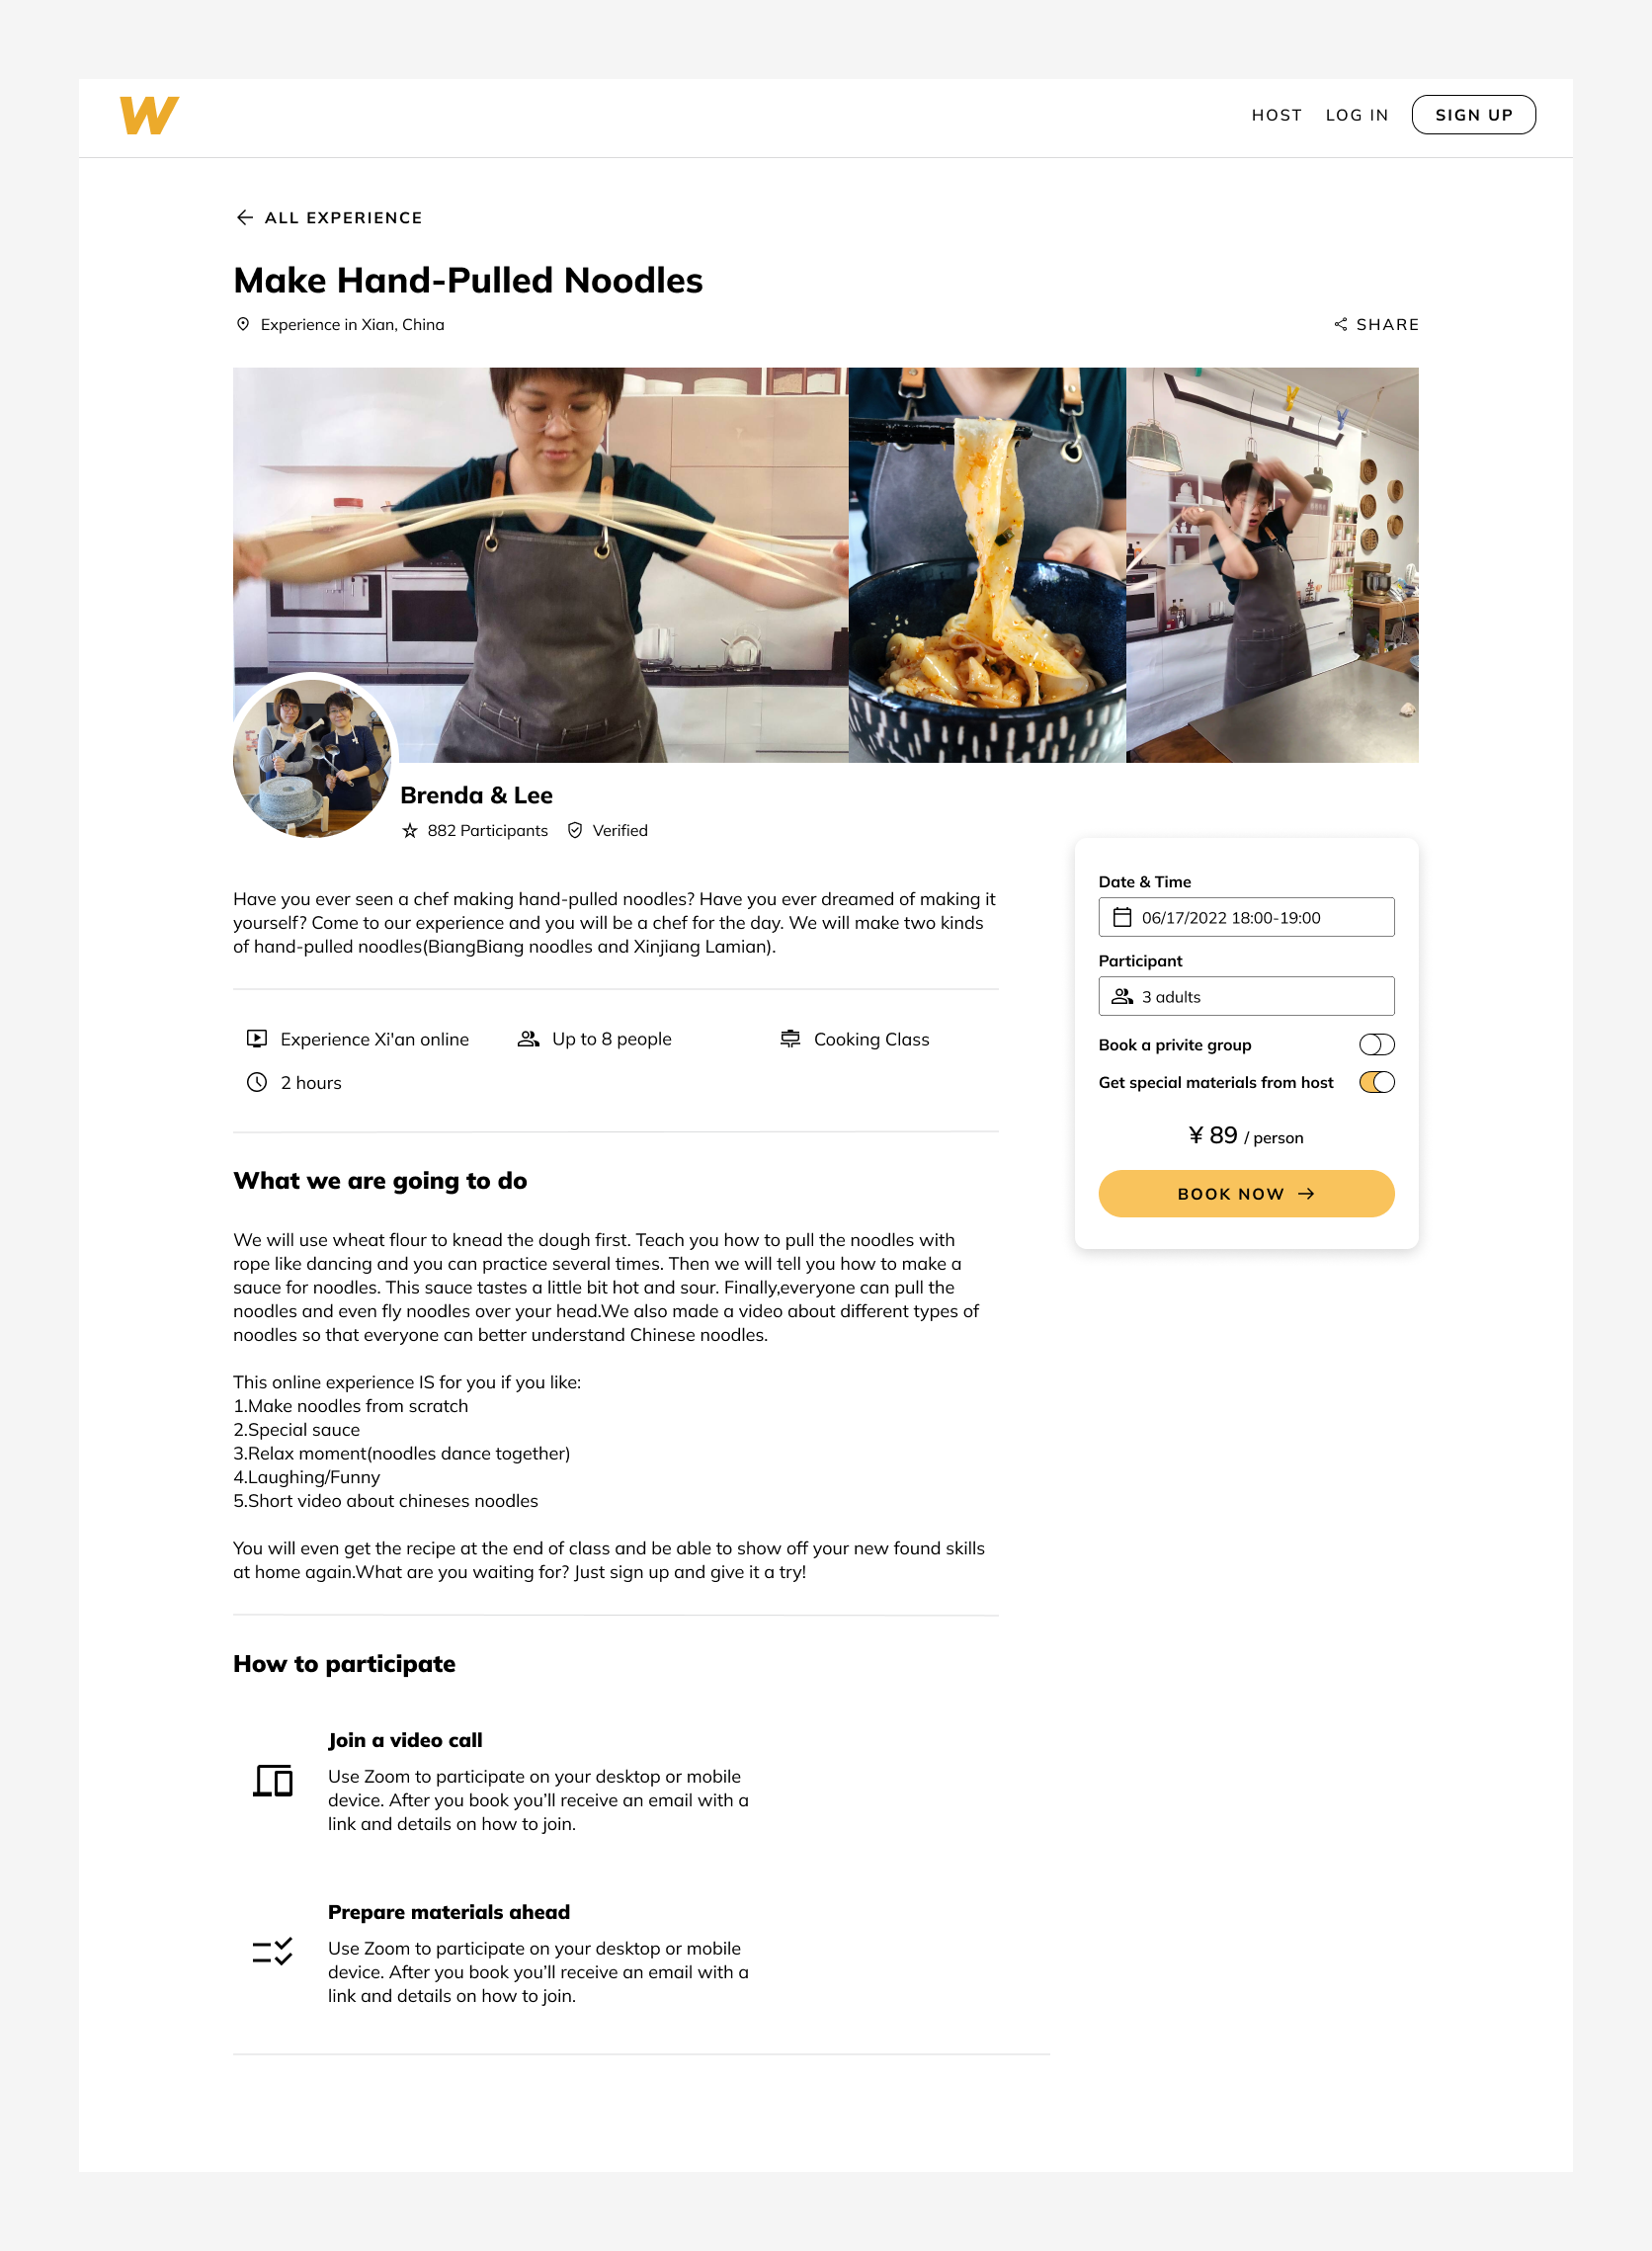 W
HOST LOG IN SIGN UP
ALL EXPERIENCE
Make Hand-Pulled Noodles
Experience in Xian, China
SHARE
Brenda & Lee
882 Participants Verified
Have you ever seen a chef making hand-pulled noodles? Have you ever dreamed of making it
yourself? Come to our experience and you will be a chef for the day. We will make two kinds
of hand-pulled noodles(BiangBiang noodles and Xinjiang Lamian).
Experience Xi'an online
Up to 8 people
Cooking Class
2 hours
What we are going to do
We will use wheat flour to knead the dough first. Teach you how to pull the noodles with
rope like dancing and you can practice several times. Then we will tell you how to make a
sauce for noodles. This sauce tastes a little bit hot and sour. Finally,everyone can pull the
noodles and even fly noodles over your head.We also made a video about different types of
noodles so that everyone can better understand Chinese noodles.
This online experience IS for you if you like:
1.Make noodles from scratch
2.Special sauce
3.Relax moment(noodles dance together)
4.Laughing/Funny
5.Short video about chineses noodles
You will even get the recipe at the end of class and be able to show off your new found skills
at home again.What are you waiting for? Just sign up and give it a try!
How to participate
Join a video call
Use Zoom to participate on your desktop or mobile
device. After you book you’ll receive an email with a
link and details on how to join.
Prepare materials ahead
Use Zoom to participate on your desktop or mobile
device. After you book you’ll receive an email with a
link and details on how to join.
Date & Time
06/17/2022 18:00-19:00
Participant
3 adults
Book a privite group
Get special materials from host
¥ 89 / person
BOOK NOW